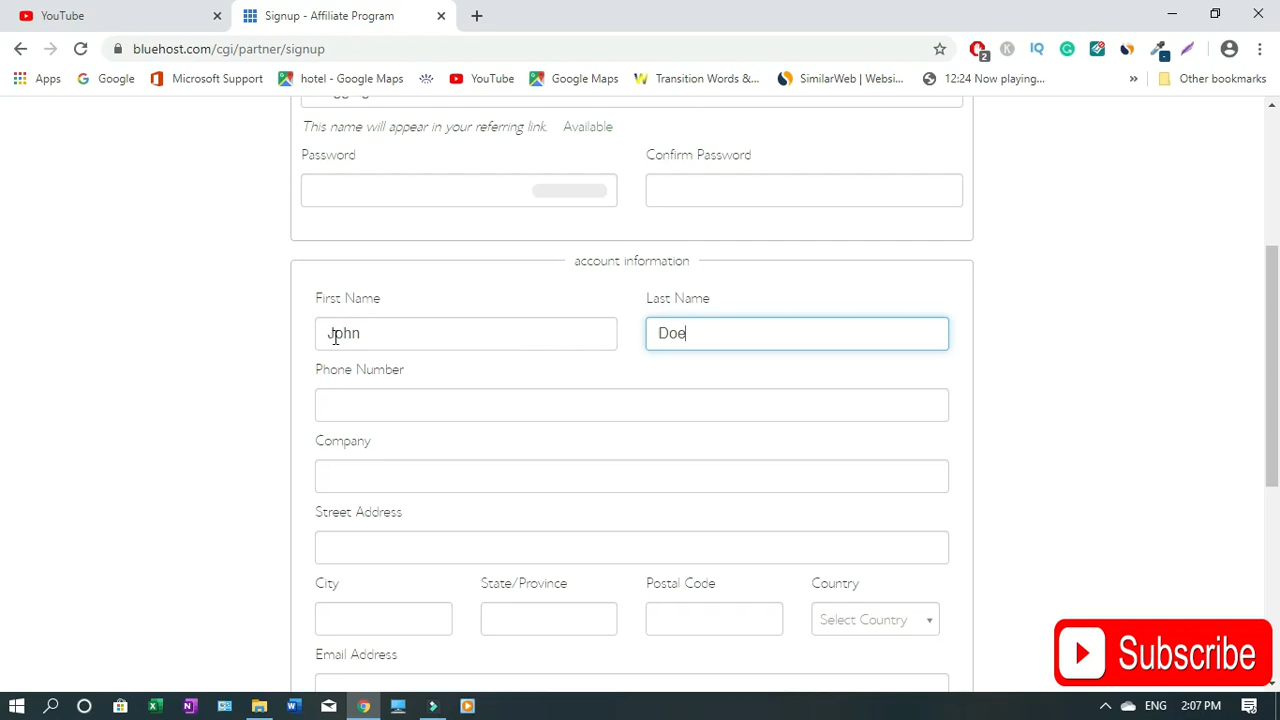 YouTube
Signup - Affiliate Program
bluehost.com/cgi/partner/signup
2
K
IQ
Apps
Google
Microsoft Support
hotel - Google Maps
YouTube
Google Maps
Transition Words &...
SimilarWeb | Websi...
12:24 Now playing...
»
Other bookmarks
This name will appear in your referring link. Available
Password
Confirm Password
account information
First Name
Last Name
John
Doe
Phone Number
Company
Street Address
City
State/Province
Postal Code
Country
Select Country
Email Address
Subscribe
ENG
2:07 PM